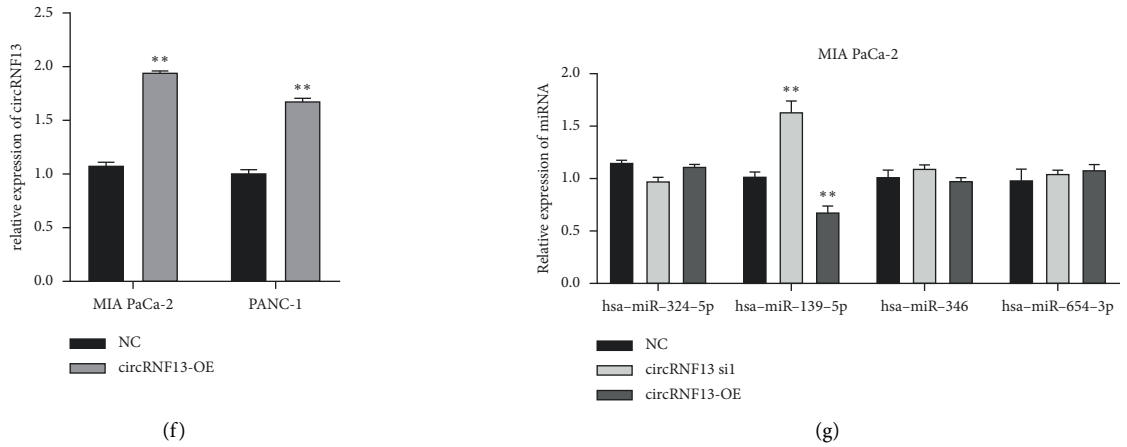 relative expression of circRNF13
2.5
2.0
1.5
1.0
0.5
0.0
**
**
MIA PaCa-2
PANC-1
NC
circRNF13-OE
(f)
MIA PaCa-2
Relative expression of miRNA
2.0
1.5
1.0
0.5
0.0
**
**
hsa–miR–324–5p
hsa–miR–139–5p
hsa–miR–346
hsa–miR–654–3p
NC
circRNF13 si1
circRNF13-OE
(g)